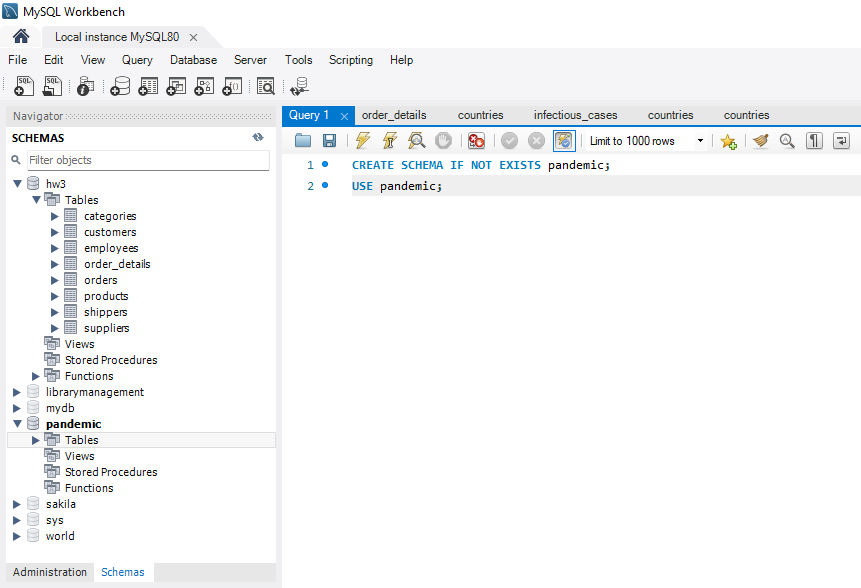 MySQL Workbench
Local instance MySQL80
File Edit View Query Database Server Tools Scripting Help
Navigator
SCHEMAS
Filter objects
hw3
Tables
categories
customers
employees
order_details
orders
products
shippers
suppliers
Views
Stored Procedures
Functions
librarymanagement
mydb
pandemic
Tables
Views
Stored Procedures
Functions
sakila
sys
world
Administration Schemas
Query 1 order_details countries infectious_cases countries countries
Limit to 1000 rows
1 CREATE SCHEMA IF NOT EXISTS pandemic;
2 USE pandemic;